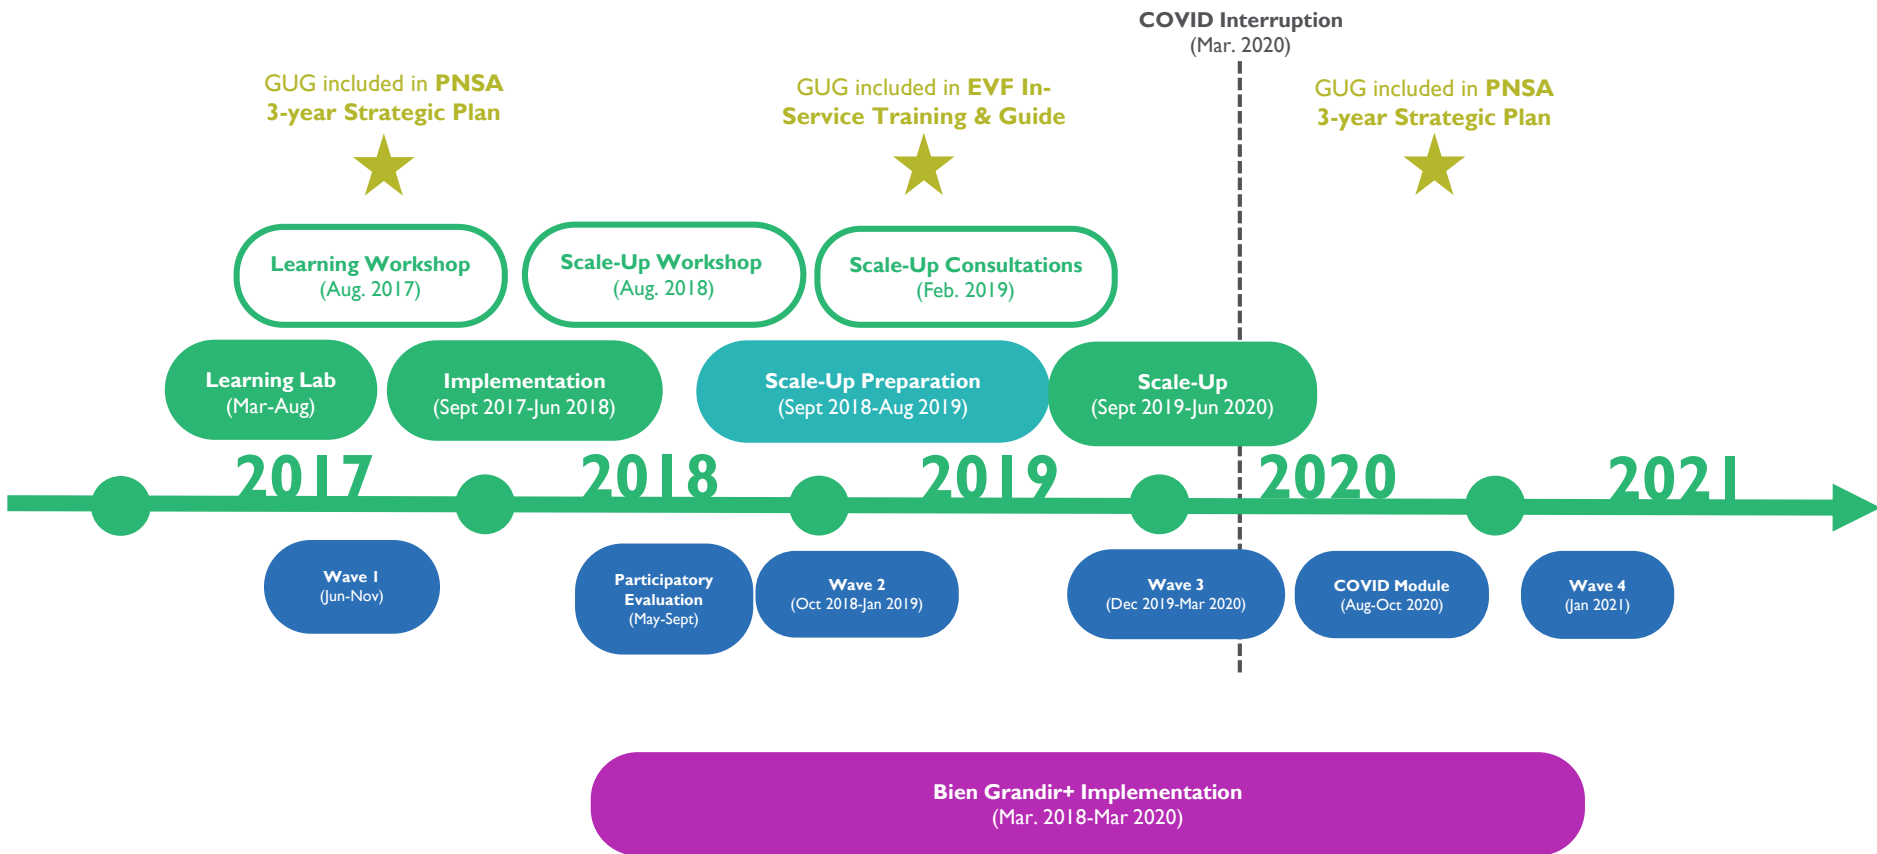 COVID Interruption
(Mar. 2020)
GUG included in PNSA
3-year Strategic Plan
GUG included in EVF In-
Service Training & Guide
GUG included in PNSA
3-year Strategic Plan
Learning Workshop
(Aug. 2017)
Scale-Up Workshop
(Aug. 2018)
Scale-Up Consultations
(Feb. 2019)
Learning Lab
(Mar-Aug)
Implementation
(Sept 2017-Jun 2018)
Scale-Up Preparation
(Sept 2018-Aug 2019)
Scale-Up
(Sept 2019-Jun 2020)
2017
2018
2019
2020
2021
Wave 1
(Jun-Nov)
Participatory
Evaluation
(May-Sept)
Wave 2
(Oct 2018-Jan 2019)
Wave 3
(Dec 2019-Mar 2020)
COVID Module
(Aug-Oct 2020)
Wave 4
(Jan 2021)
Bien Grandir+ Implementation
(Mar. 2018-Mar 2020)